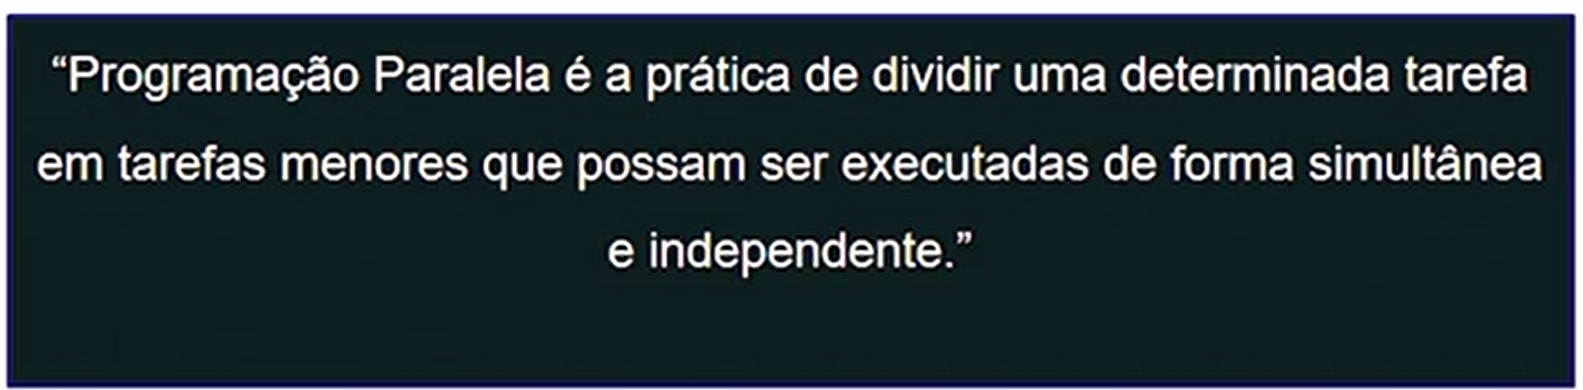 “Programação Paralela é a prática de dividir uma determinada tarefa
em tarefas menores que possam ser executadas de forma simultânea
e independente.”